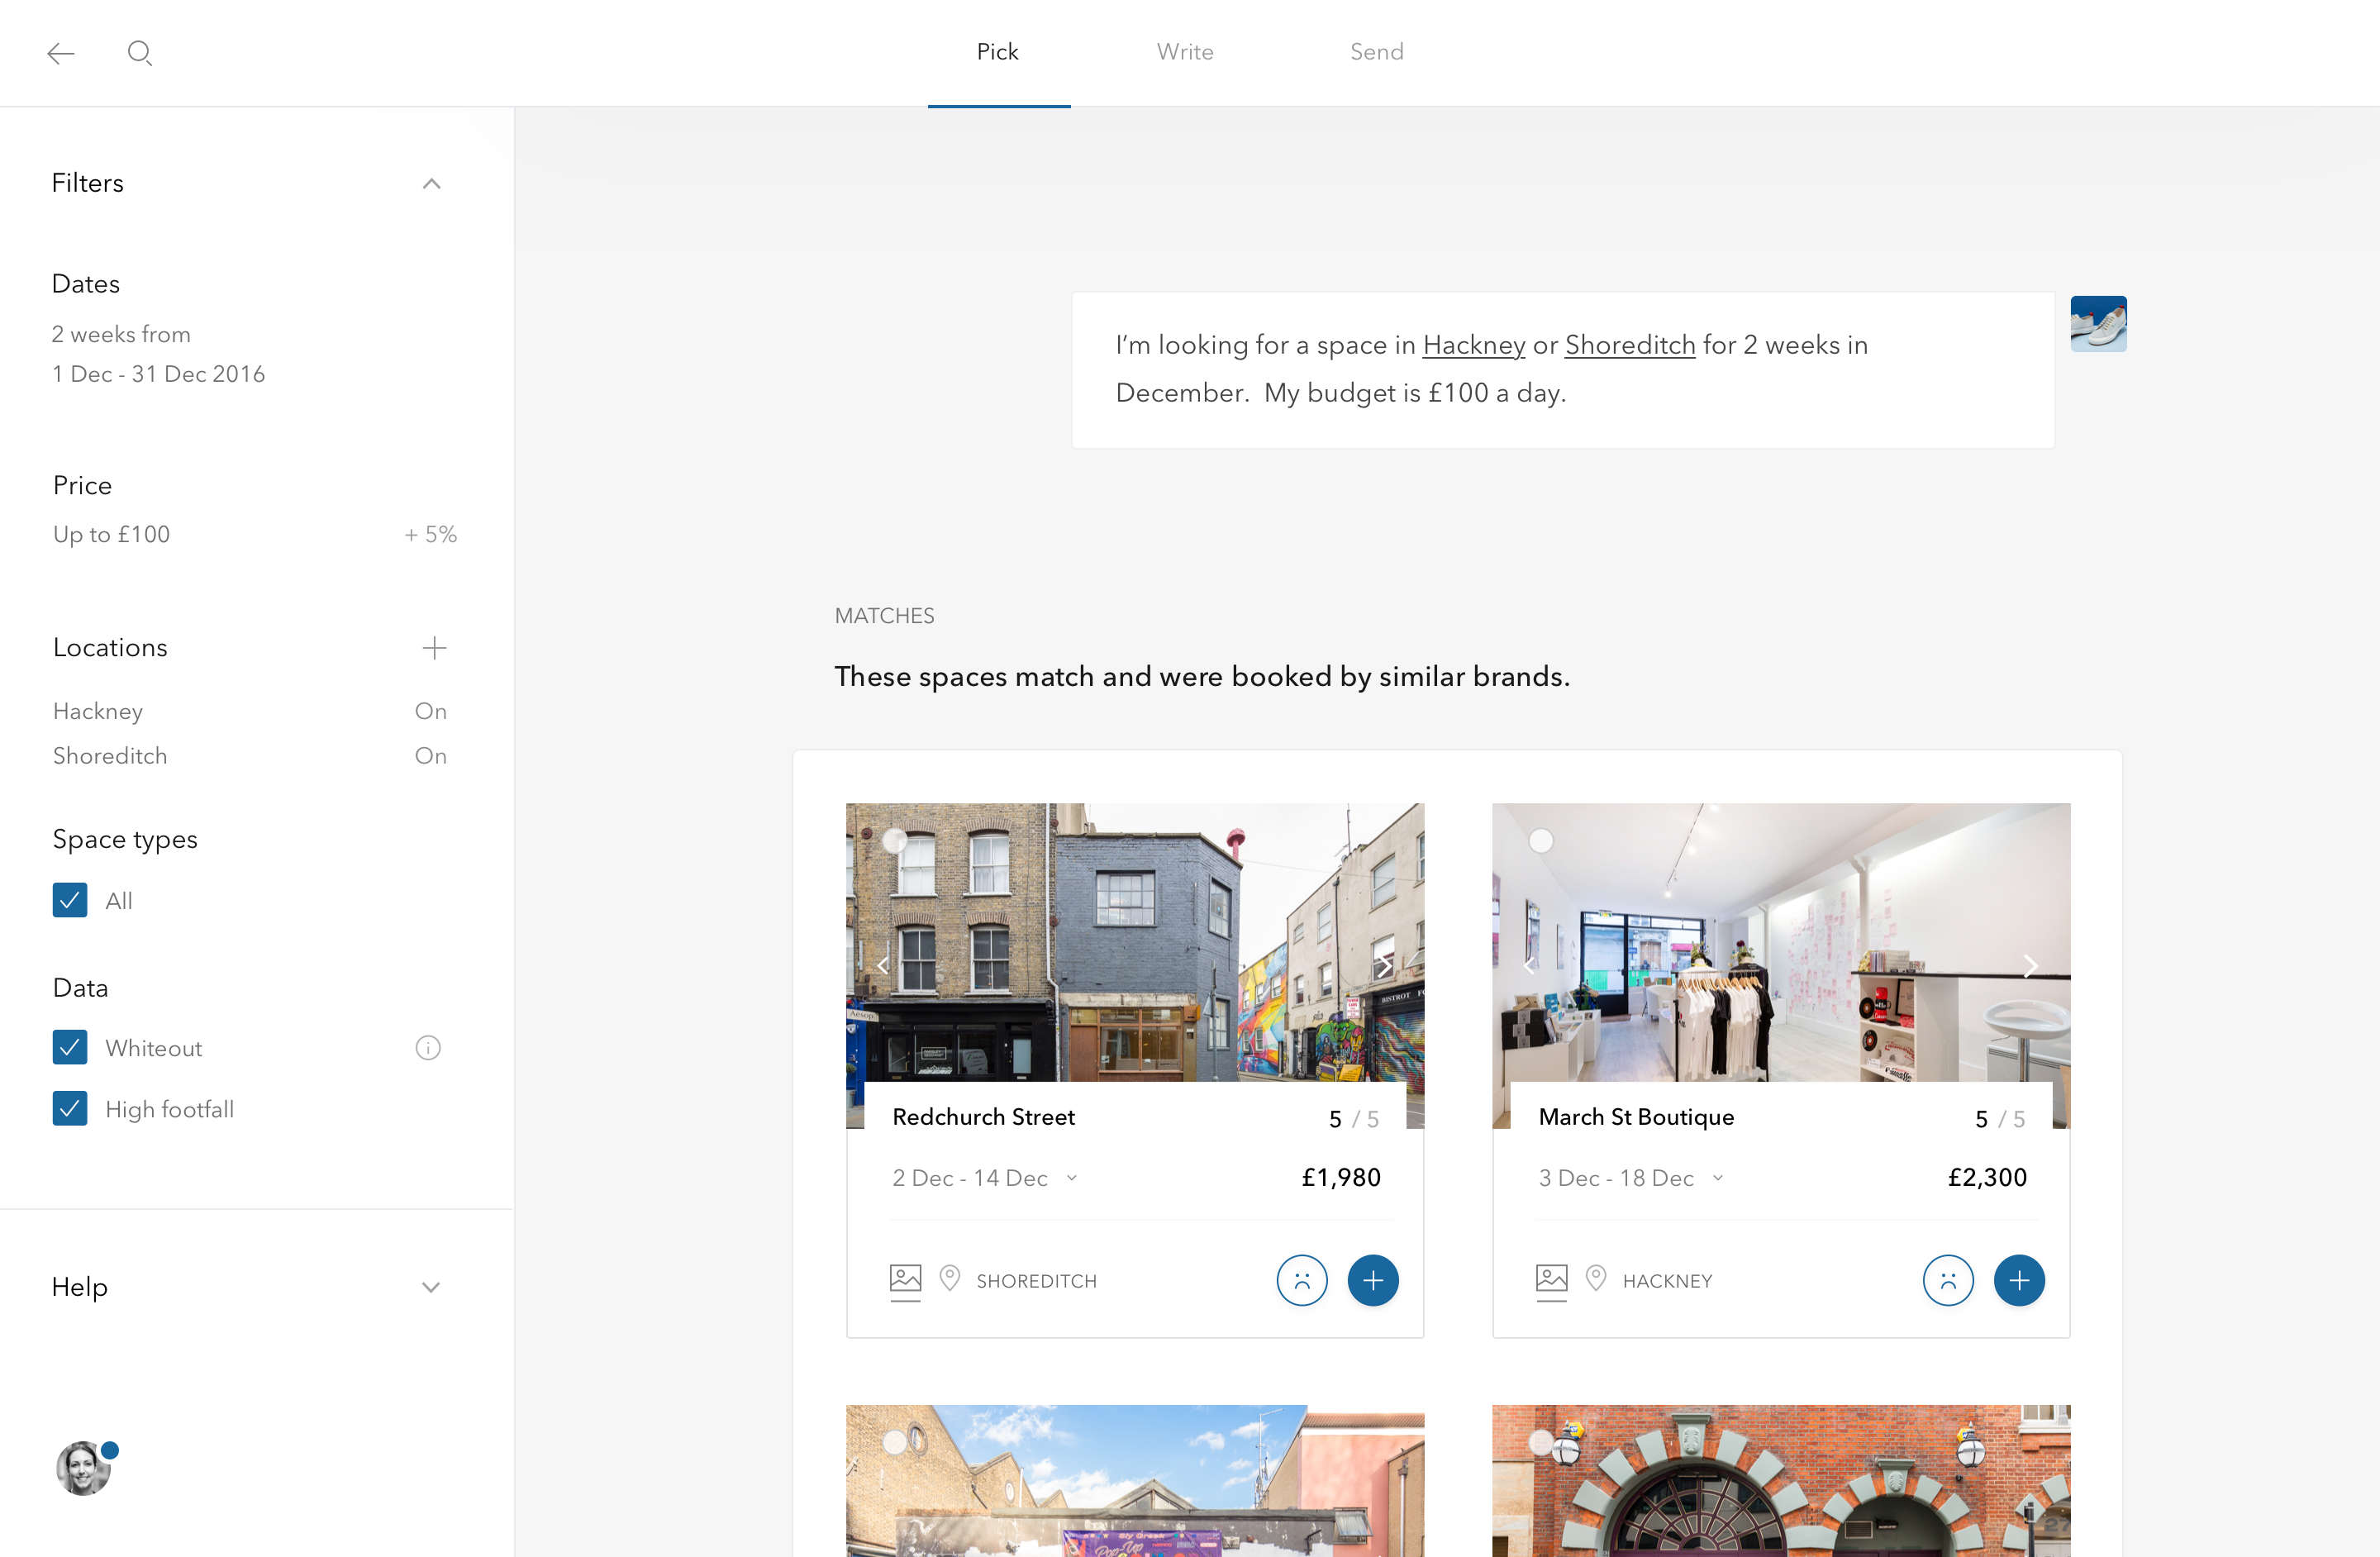 Pick
Write
Send
Filters
Dates
2 weeks from
1 Dec - 31 Dec 2016
Price
Up to £100
+ 5%
Locations
Hackney
On
Shoreditch
On
Space types
All
Data
Whiteout
High footfall
Help
I’m looking for a space in Hackney or Shoreditch for 2 weeks in
December.  My budget is £100 a day.
MATCHES
These spaces match and were booked by similar brands.
Aesop.
BISTROT
Redchurch Street
5 / 5
2 Dec - 14 Dec
£1,980
SHOREDITCH
March St Boutique
5 / 5
3 Dec - 18 Dec
£2,300
HACKNEY
Pop-Up